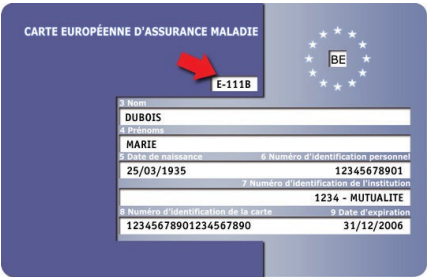 CARTE EUROPÉENNE D'ASSURANCE MALADIE
BE
E-111B
3 Nom
DUBOIS
4 Prénoms
MARIE
5 Date de naissance 6 Numéro d'identification personnel
25/03/1935 12345678901
7 Numéro d'identification de l'institution
1234 - MUTUALITE
8 Numéro d'identification de la carte 9 Date d'expiration
12345678901234567890 31/12/2006